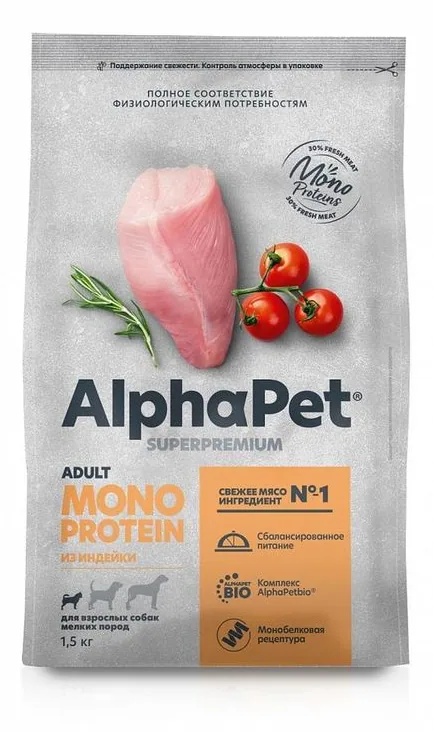 Поддержание свежести. Контроль атмосферы в упаковке
ПОЛНОЕ СООТВЕТСТВИЕ
ФИЗИОЛОГИЧЕСКИМ ПОТРЕБНОСТЯМ
30% FRESH MEAT
Mono
Proteins
30% FRESH MEAT
AlphaPet®
SUPERPREMIUM
ADULT
MONO
PROTEIN
ИЗ ИНДЕЙКИ
для взрослых собак
мелких пород
1,5 кг
СВЕЖЕЕ МЯСО
ИНГРЕДИЕНТ №1
Сбалансированное
питание
ALPHAPET
BIO
Комплекс
AlphaPetbio®
Монобелковая
рецептура